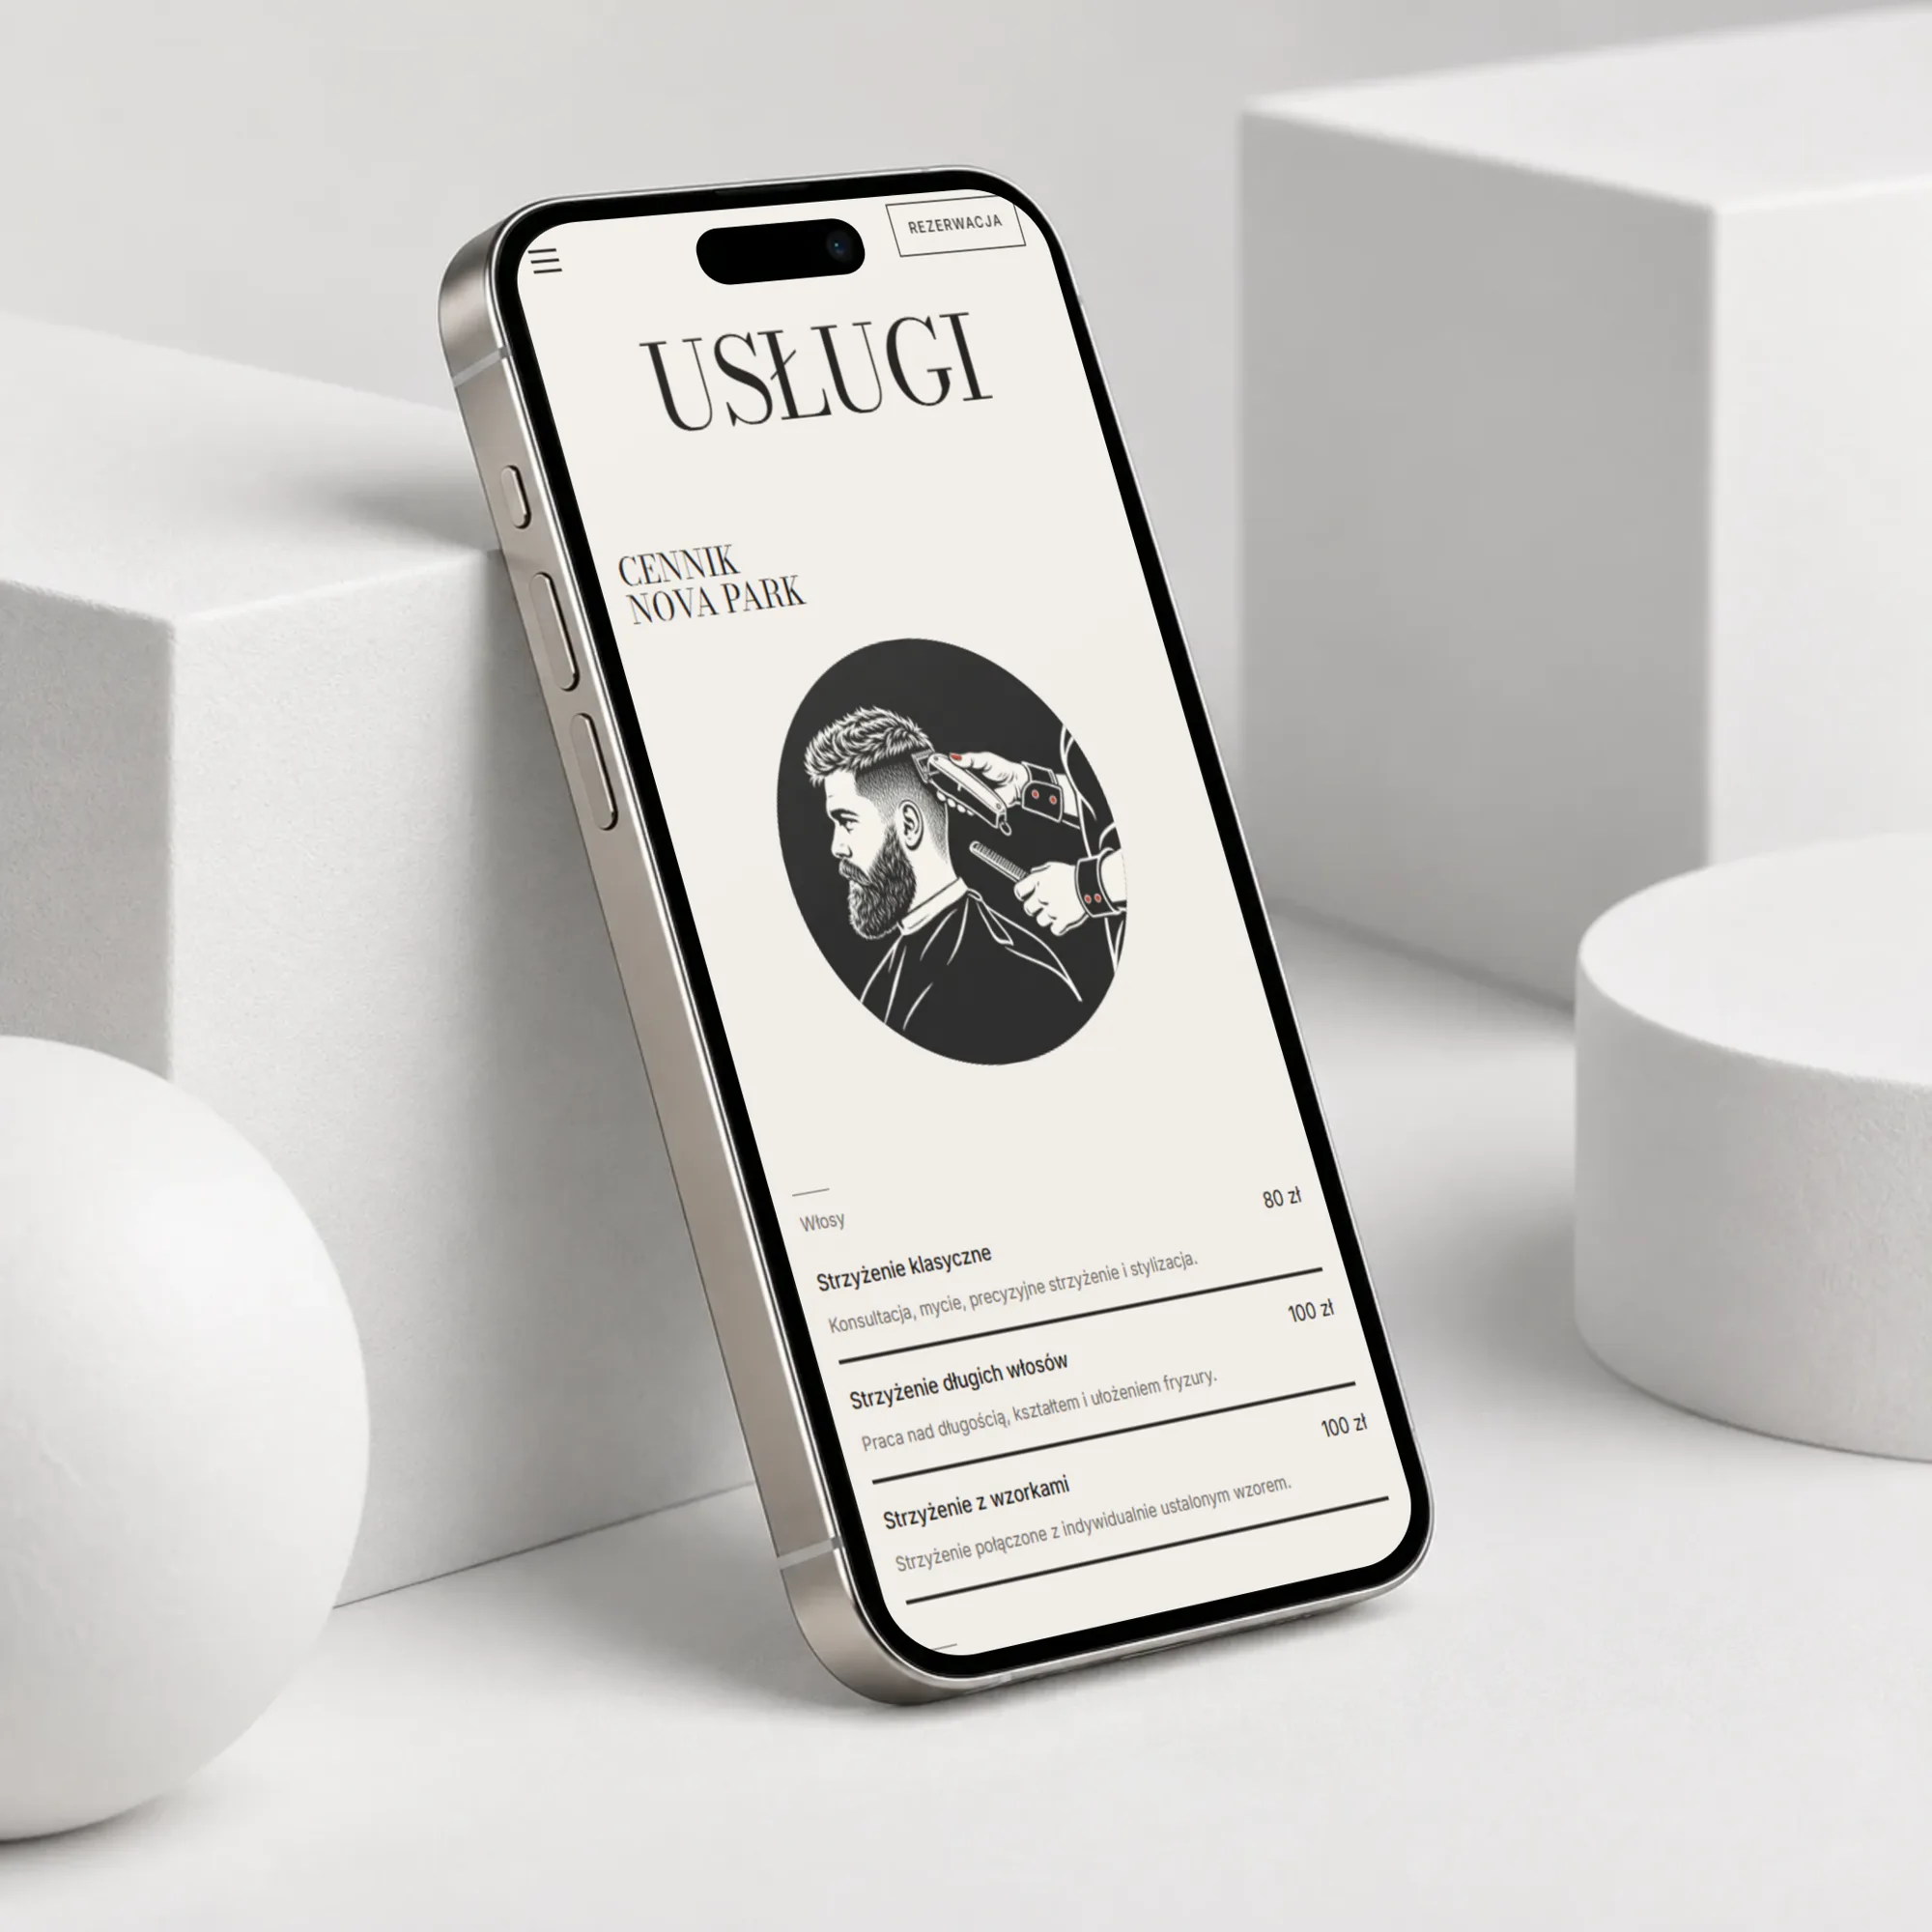 REZERWACJA
USŁUGI
CENNIK
NOVA PARK
Włosy
80 zł
Strzyżenie klasyczne
Konsultacja, mycie, precyzyjne strzyżenie i stylizacja.
100 zł
Strzyżenie długich włosów
Praca nad długością, kształtem i ułożeniem fryzury.
100 zł
Strzyżenie z wzorkami
Strzyżenie połączone z indywidualnie ustalonym wzorem.